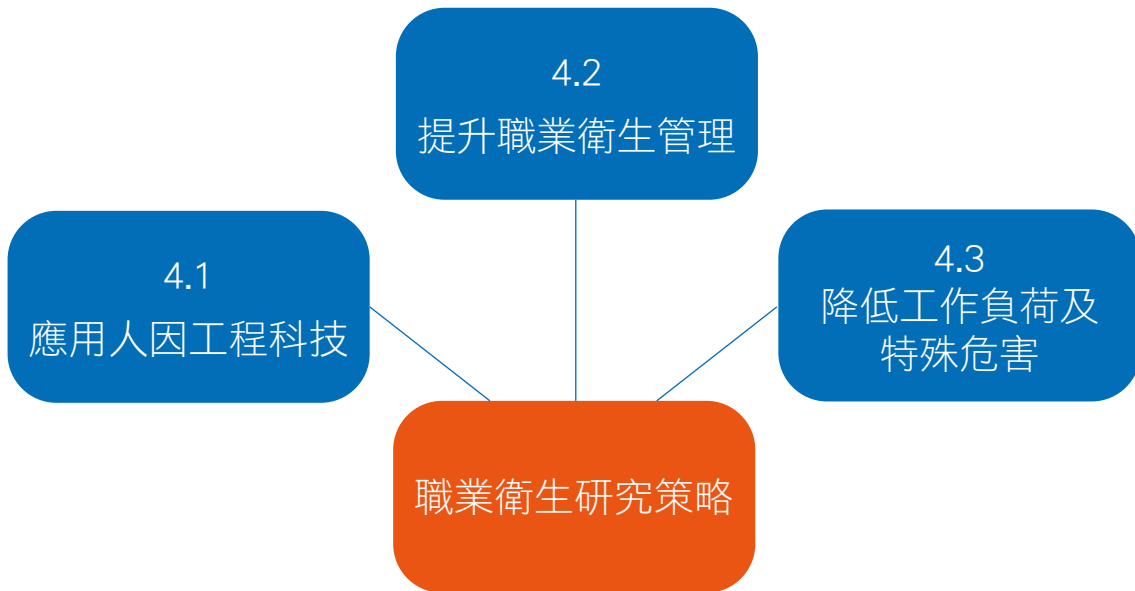 4.2
提升職業衛生管理
4.1
應用人因工程科技
4.3
降低工作負荷及
特殊危害
職業衛生研究策略